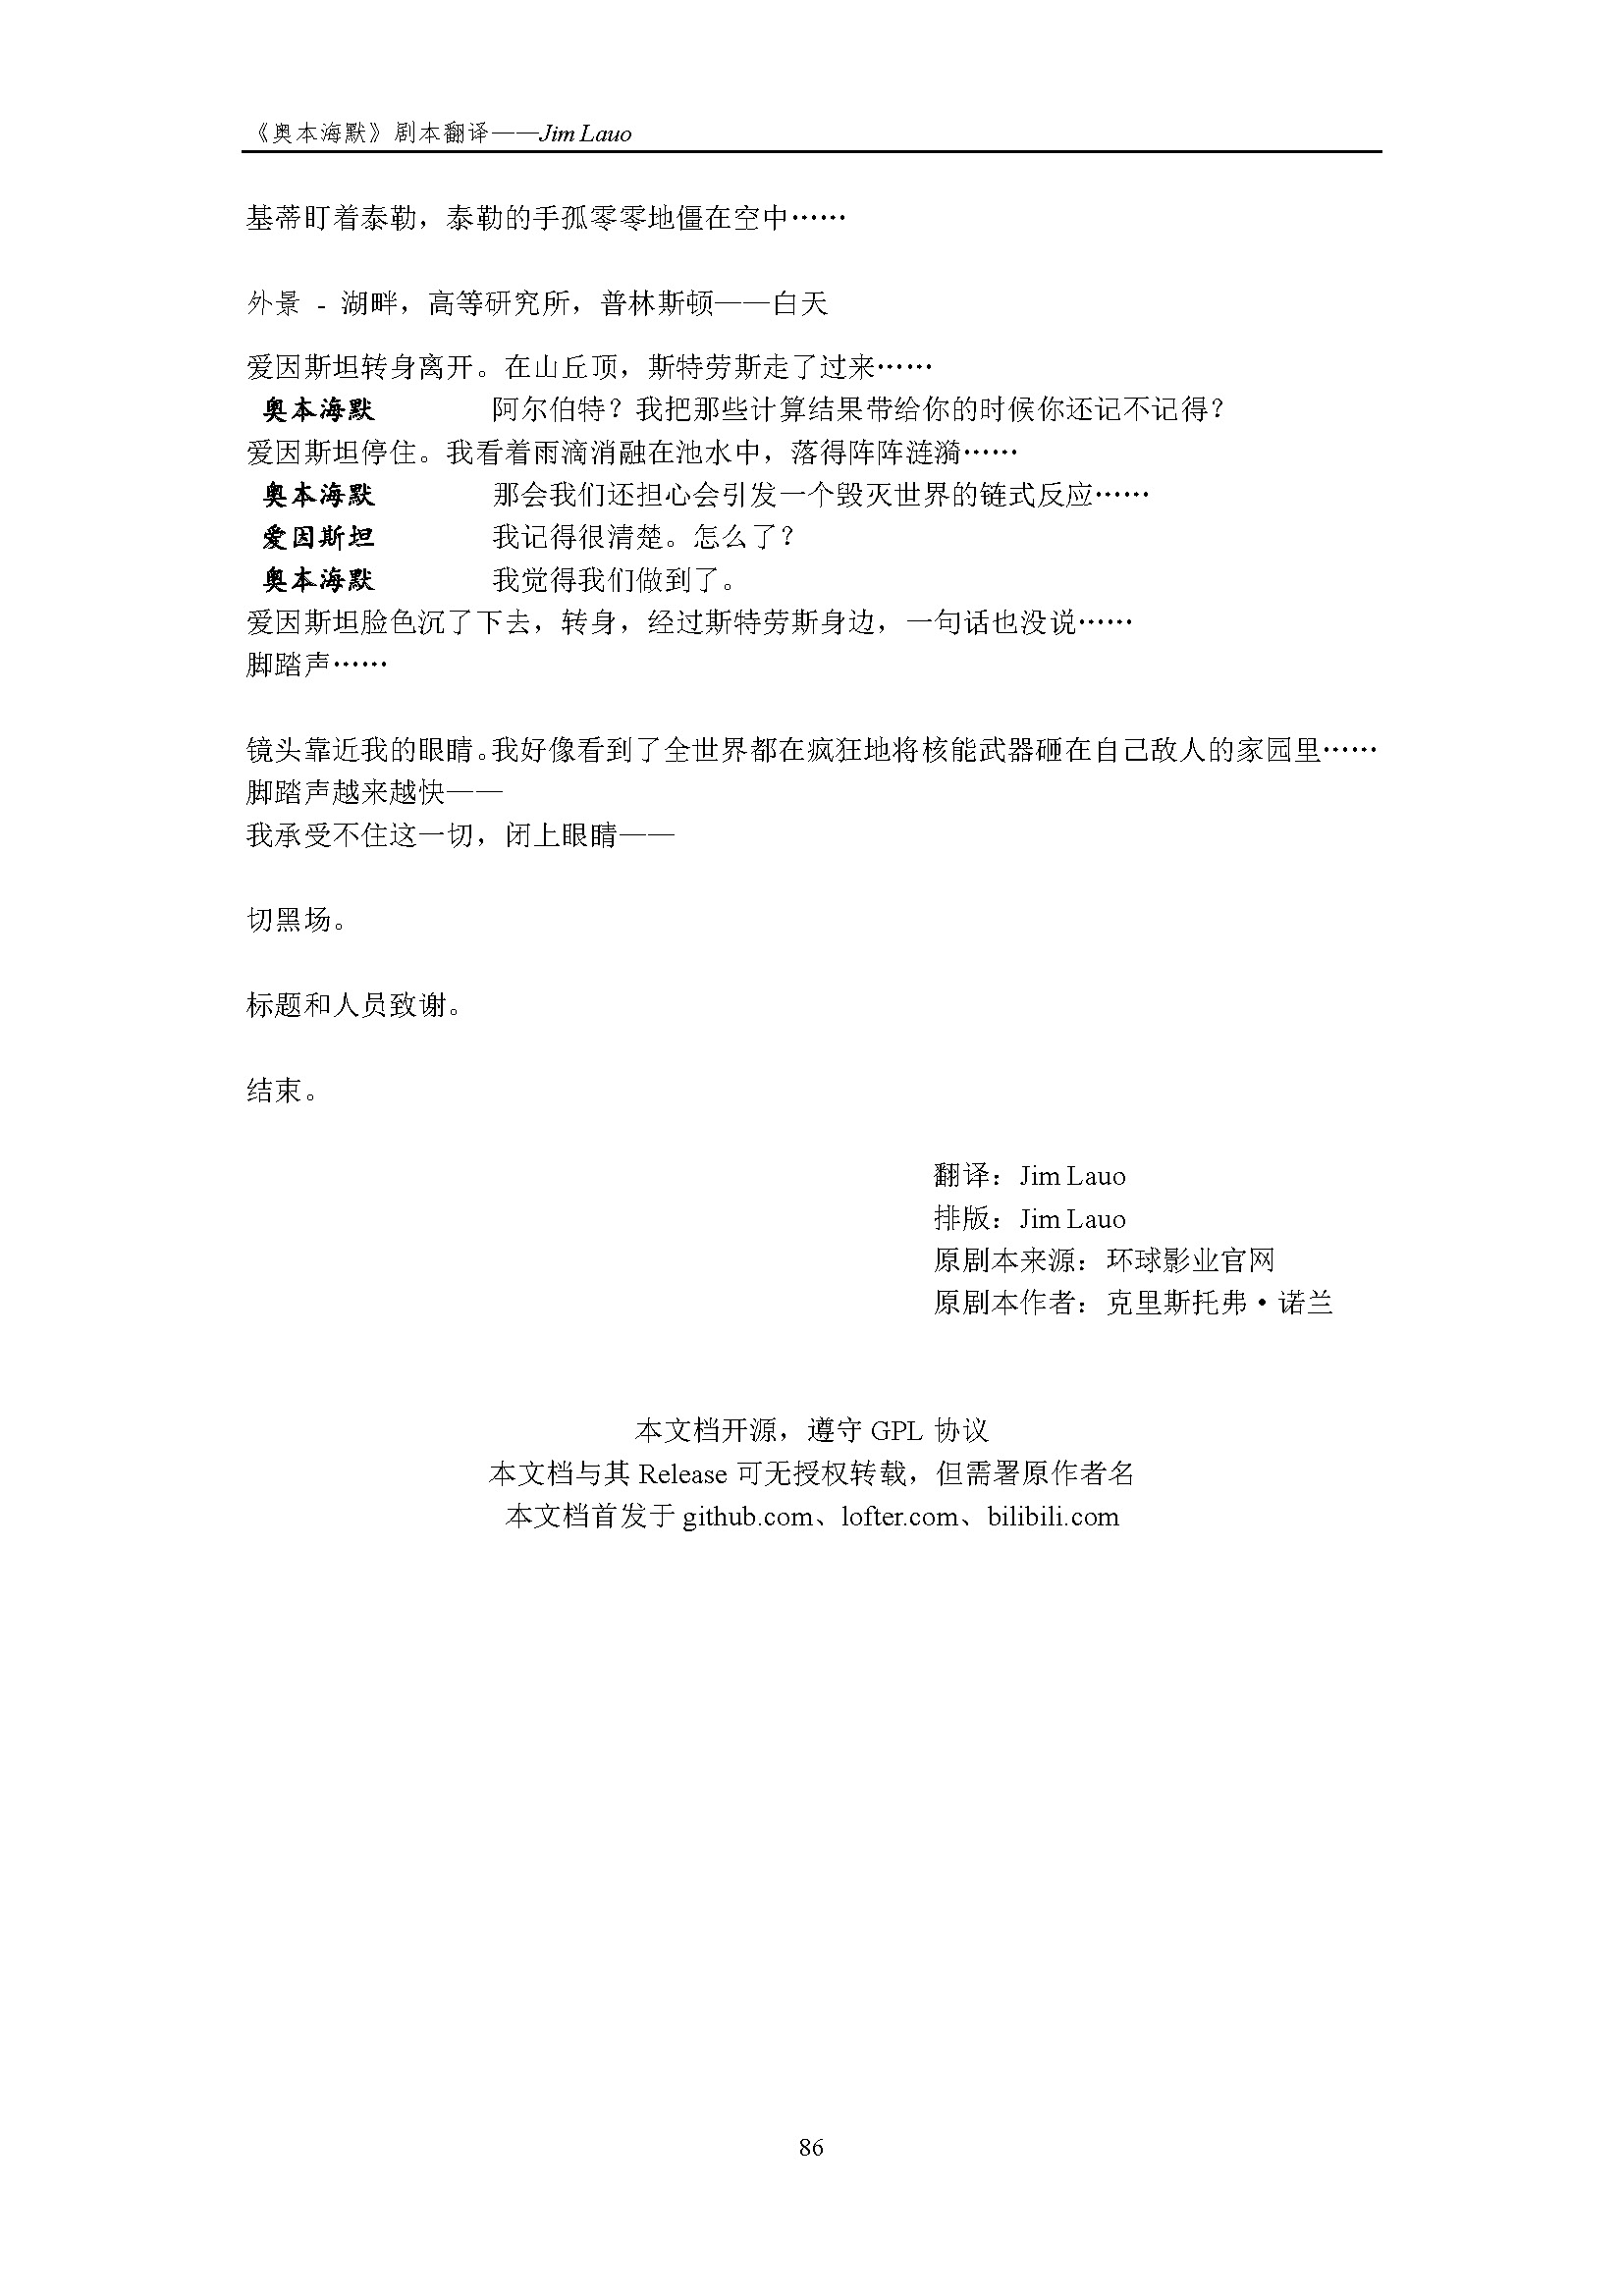 《奥本海默》剧本翻译——Jim Lauo
基蒂盯着泰勒，泰勒的手孤零零地僵在空中……
外景 - 湖畔，高等研究所，普林斯顿——白天
爱因斯坦转身离开。在山丘顶，斯特劳斯走了过来……
奥本海默 阿尔伯特？我把那些计算结果带给你的时候你还记不记得？
爱因斯坦停住。我看着雨滴消融在池水中，落得阵阵涟漪……
奥本海默 那会我们还担心会引发一个毁灭世界的链式反应……
爱因斯坦 我记得很清楚。怎么了？
奥本海默 我觉得我们做到了。
爱因斯坦脸色沉了下去，转身，经过斯特劳斯身边，一句话也没说……
脚踏声……
镜头靠近我的眼睛。我好像看到了全世界都在疯狂地将核能武器砸在自己敌人的家园里……
脚踏声越来越快——
我承受不住这一切，闭上眼睛——
切黑场。
标题和人员致谢。
结束。
翻译：Jim Lauo
排版：Jim Lauo
原剧本来源：环球影业官网
原剧本作者：克里斯托弗·诺兰
本文档开源，遵守 GPL 协议
本文档与其 Release 可无授权转载，但需署原作者名
本文档首发于 github.com、lofter.com、bilibili.com
86